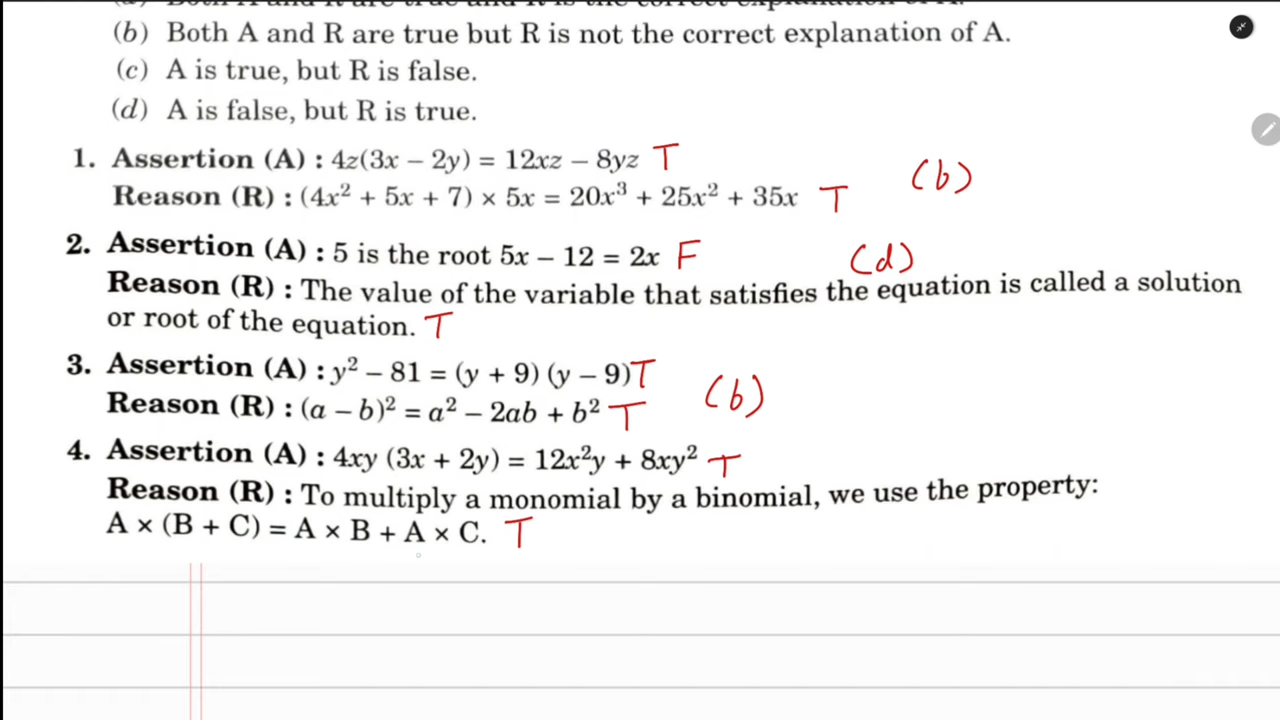 (b) Both A and R are true but R is not the correct explanation of A.
(c) A is true, but R is false.
(d) A is false, but R is true.
1. Assertion (A) : 4z(3x – 2y) = 12xz – 8yz T
Reason (R) : (4x² + 5x + 7) × 5x = 20x³ + 25x² + 35x T (b)
2. Assertion (A) : 5 is the root 5x – 12 = 2x F (d)
Reason (R) : The value of the variable that satisfies the equation is called a solution
or root of the equation. T
3. Assertion (A) : y² – 81 = (y + 9) (y – 9) T
Reason (R) : (a – b)² = a² – 2ab + b² T (b)
4. Assertion (A) : 4xy (3x + 2y) = 12x²y + 8xy² T
Reason (R) : To multiply a monomial by a binomial, we use the property:
A × (B + C) = A × B + A × C. T